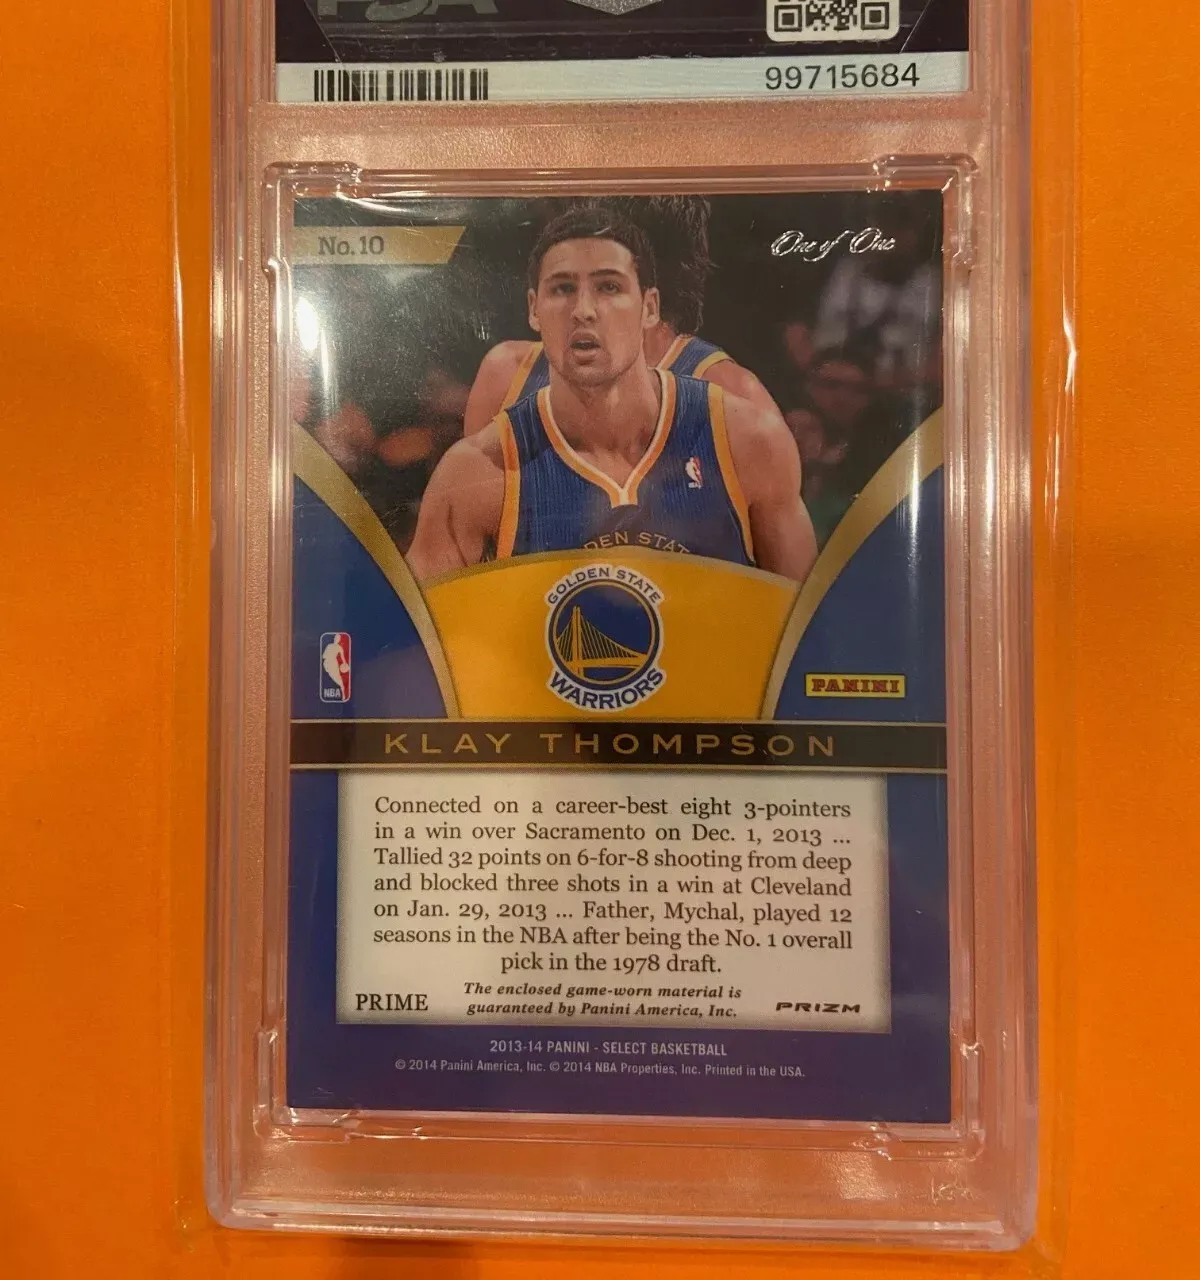 PSA
99715684
No.10
One of One
DEN STAT
GOLDEN STATE
WARRIORS
NBA
PANINI
KLAY THOMPSON
Connected on a career-best eight 3-pointers
in a win over Sacramento on Dec. 1, 2013 ...
Tallied 32 points on 6-for-8 shooting from deep
and blocked three shots in a win at Cleveland
on Jan. 29, 2013 ... Father, Mychal, played 12
seasons in the NBA after being the No. 1 overall
pick in the 1978 draft.
PRIME
The enclosed game-worn material is
guaranteed by Panini America, Inc.
PRIZM
2013-14 PANINI - SELECT BASKETBALL
© 2014 Panini America, Inc. © 2014 NBA Properties, Inc. Printed in the USA.